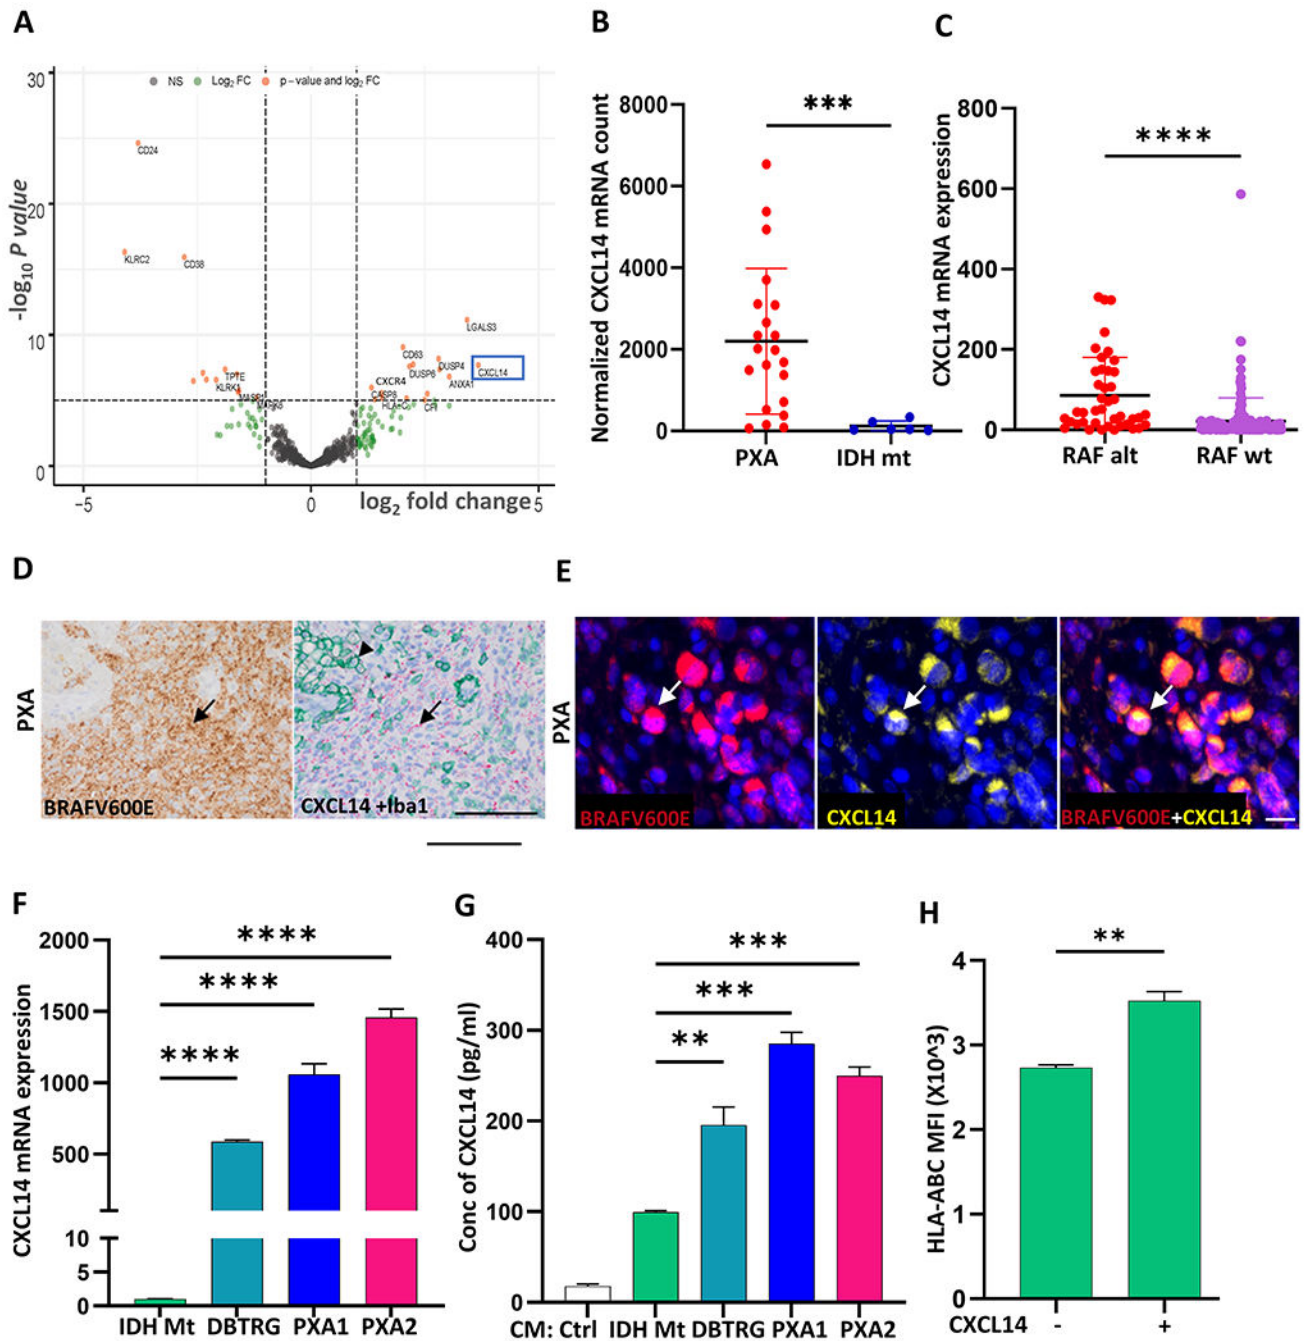 A
30
NS
Log2 FC
p-value and log2 FC
CD24
-log10 P value
20
KLRC2
CD38
10
LGALS3
CD63
DUSP6
DUSP4
CXCL14
ANXA1
TPTE
KLRK1
CXCR4
CASP8
HLA-C
CFI
MARK5
0
-5
0
log2 fold change
5
B
Normalized CXCL14 mRNA count
8000
6000
4000
2000
0
***
PXA
IDH mt
C
CXCL14 mRNA expression
800
600
400
200
0
****
RAF alt
RAF wt
D
PXA
BRAFV600E
CXCL14 +Iba1
E
PXA
BRAFV600E
CXCL14
BRAFV600E+CXCL14
F
CXCL14 mRNA expression
2000
1500
1000
500
10
5
0
****
****
****
IDH Mt
DBTRG
PXA1
PXA2
G
Conc of CXCL14 (pg/ml)
400
300
200
100
0
***
***
**
CM: Ctrl
IDH Mt
DBTRG
PXA1
PXA2
H
HLA-ABC MFI (X10^3)
4
3
2
1
0
**
CXCL14
-
+